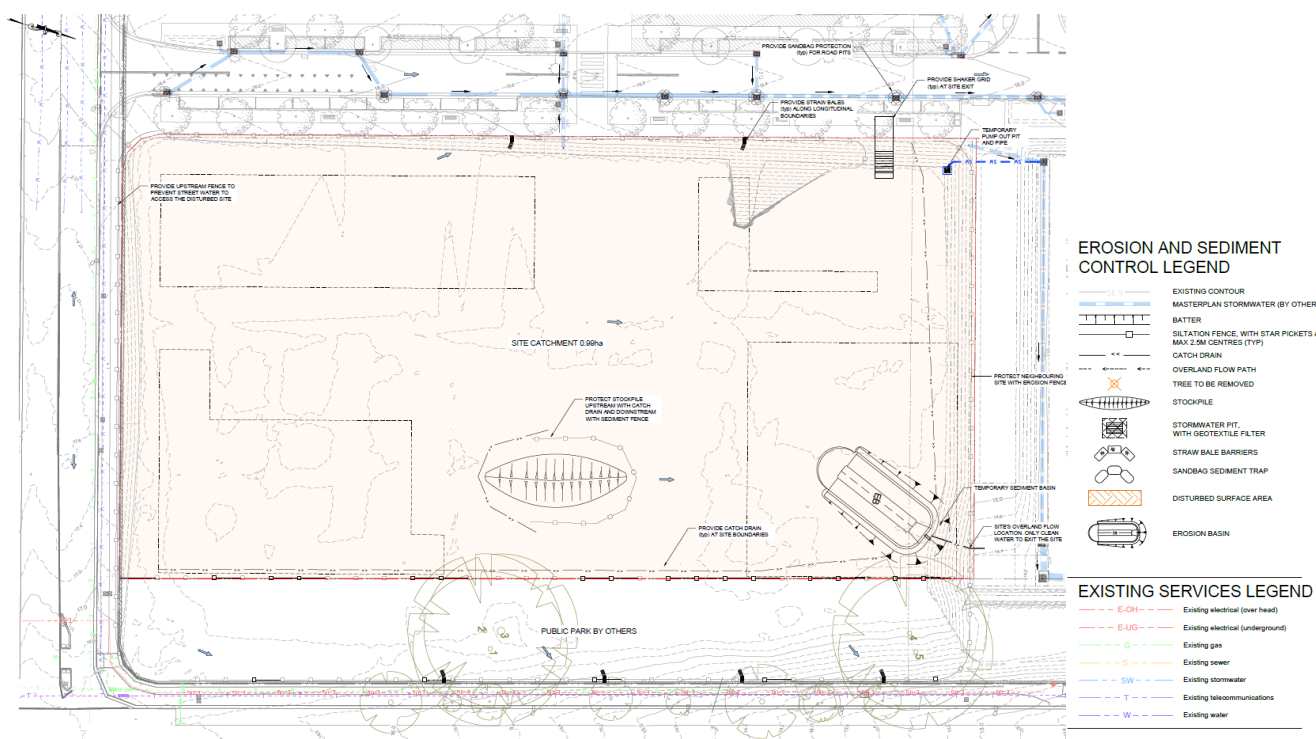 PROVIDE SANDBAG PROTECTION
(typ) FOR ROAD PITS
PROVIDE SHAKER GRID
(typ) AT SITE EXIT
PROVIDE STRAW BALES
(typ) ALONG LONGITUDINAL
BOUNDARIES
TEMPORARY
PUMP OUT PIT
AND PIPE
PROVIDE UPSTREAM FENCE TO
PREVENT STREET WATER TO
ACCESS THE DISTURBED SITE
SITE CATCHMENT 0.99ha
PROTECT NEIGHBOURING
SITE WITH EROSION FENCE
PROTECT STOCKPILE
UPSTREAM WITH CATCH
DRAIN AND DOWNSTREAM
WITH SEDIMENT FENCE
EB
TEMPORARY SEDIMENT BASIN
PROVIDE CATCH DRAIN
(typ) AT SITE BOUNDARIES
SITE'S OVERLAND FLOW
LOCATION. ONLY CLEAN
WATER TO EXIT THE SITE
PUBLIC PARK BY OTHERS
EROSION AND SEDIMENT
CONTROL LEGEND
EXISTING CONTOUR
MASTERPLAN STORMWATER (BY OTHER
BATTER
SILTATION FENCE, WITH STAR PICKETS A
MAX 2.5M CENTRES (TYP)
CATCH DRAIN
OVERLAND FLOW PATH
TREE TO BE REMOVED
STOCKPILE
STORMWATER PIT,
WITH GEOTEXTILE FILTER
STRAW BALE BARRIERS
SANDBAG SEDIMENT TRAP
DISTURBED SURFACE AREA
EROSION BASIN
EXISTING SERVICES LEGEND
E-OH Existing electrical (over head)
E-UG Existing electrical (underground)
G Existing gas
S Existing sewer
SW Existing stormwater
T Existing telecommunications
W Existing water